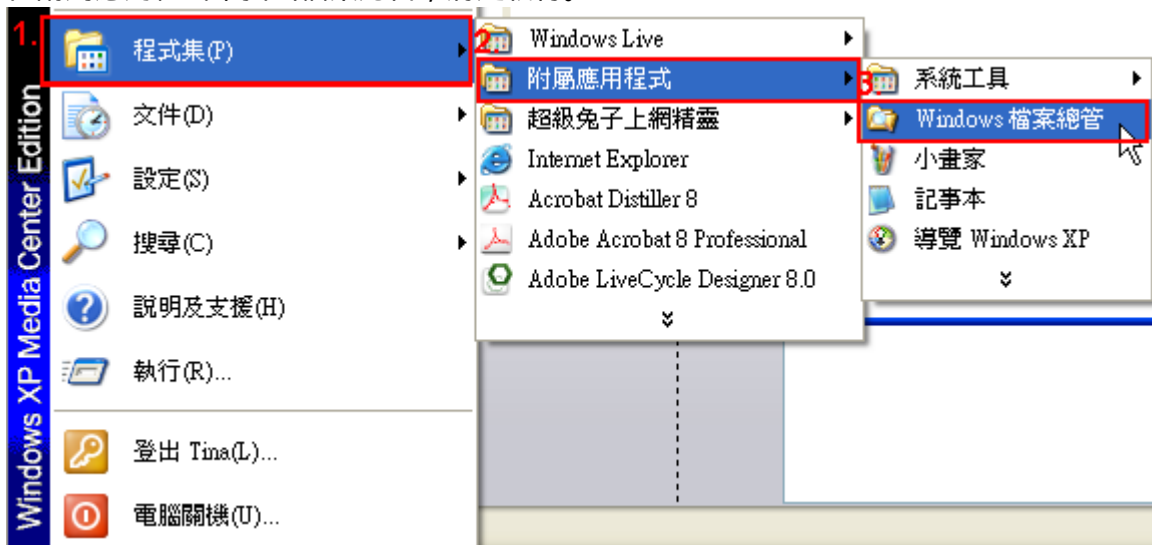 1.
程式集(P)
文件(D)
設定(S)
搜尋(C)
說明及支援(H)
執行(R)...
登出 Tina(L)...
電腦關機(U)...
Windows XP Media Center Edition
2.
Windows Live
附屬應用程式
超級兔子上網精靈
Internet Explorer
Acrobat Distiller 8
Adobe Acrobat 8 Professional
Adobe LiveCycle Designer 8.0
3.
系統工具
Windows 檔案總管
小畫家
記事本
導覽 Windows XP